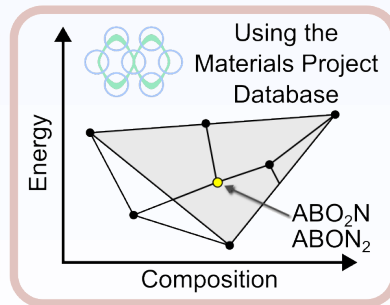 Using the
Materials Project
Database
Energy
ABO₂N
ABON₂
Composition